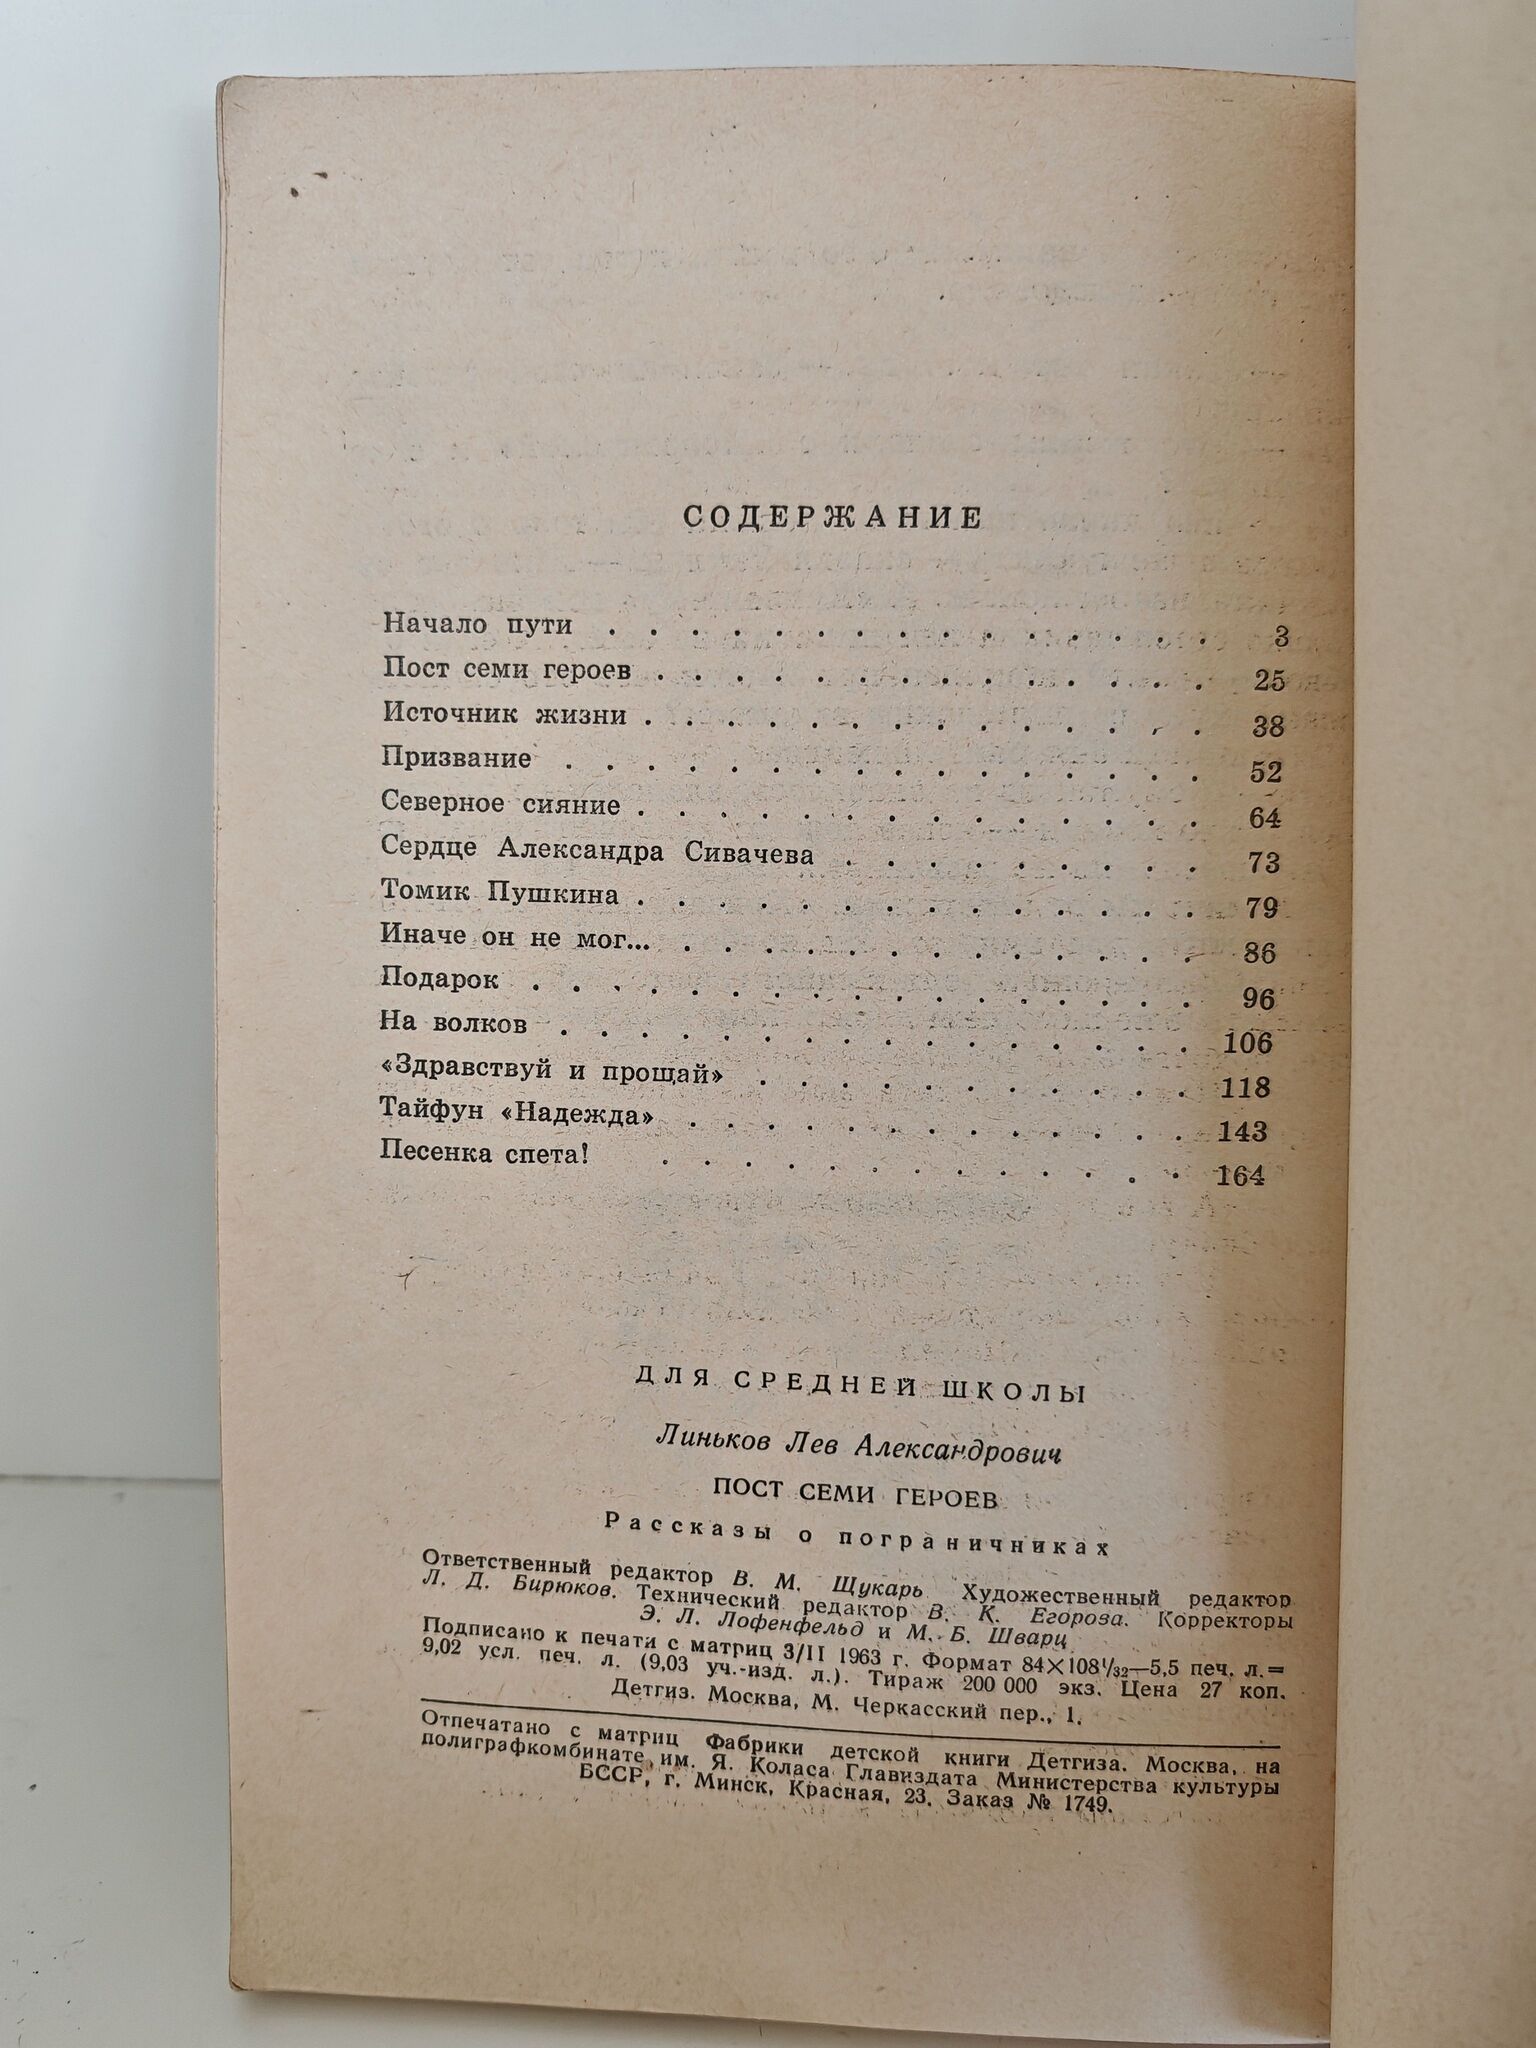 СОДЕРЖАНИЕ
Начало пути . . . . . . . . . . . . . . . 3
Пост семи героев . . . . . . . . . . . . . . 25
Источник жизни . . . . . . . . . . . . . . 38
Призвание . . . . . . . . . . . . . . . . 52
Северное сияние . . . . . . . . . . . . . . 64
Сердце Александра Сивачева . . . . . . . . . 73
Томик Пушкина . . . . . . . . . . . . . . 79
Иначе он не мог... . . . . . . . . . . . . . 86
Подарок . . . . . . . . . . . . . . . . . 96
На волков . . . . . . . . . . . . . . . . 106
«Здравствуй и прощай» . . . . . . . . . . . 118
Тайфун «Надежда» . . . . . . . . . . . . . 143
Песенка спета! . . . . . . . . . . . . . 164
ДЛЯ СРЕДНЕЙ ШКОЛЫ
Линьков Лев Александрович
ПОСТ СЕМИ ГЕРОЕВ
Рассказы о пограничниках
Ответственный редактор В. М. Щукарь. Художественный редактор
Л. Д. Бирюков. Технический редактор В. К. Егорова. Корректоры
Э. Л. Лофенфельд и М. Б. Шварц
Подписано к печати с матриц 3/II 1963 г. Формат 84×108¹/₃₂—5,5 печ. л.=
9,02 усл. печ. л. (9,03 уч.-изд. л.). Тираж 200 000 экз. Цена 27 коп.
Детгиз. Москва, М. Черкасский пер., 1.
Отпечатано с матриц Фабрики детской книги Детгиза. Москва, на
полиграфкомбинате им. Я. Коласа Главиздата Министерства культуры
БССР, г. Минск, Красная, 23. Заказ № 1749.